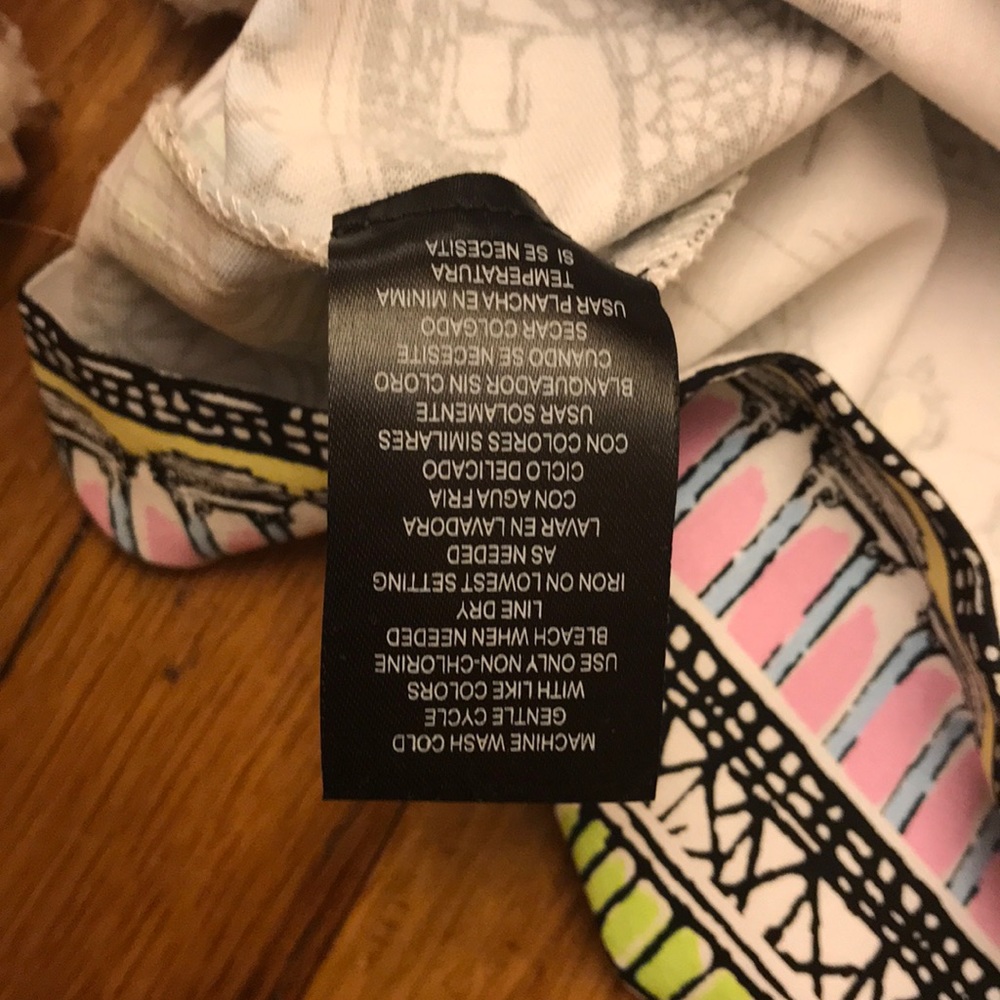 MACHINE WASH COLD
GENTLE CYCLE
WITH LIKE COLORS
USE ONLY NON-CHLORINE
BLEACH WHEN NEEDED
LINE DRY
IRON ON LOWEST SETTING
AS NEEDED
LAVAR EN LAVADORA
CON AGUA FRIA
CICLO DELICADO
CON COLORES SIMILARES
USAR SOLAMENTE
BLANQUEADOR SIN CLORO
CUANDO SE NECESITE
SECAR COLGADO
USAR PLANCHA EN MINIMA
TEMPERATURA
SI SE NECESITA